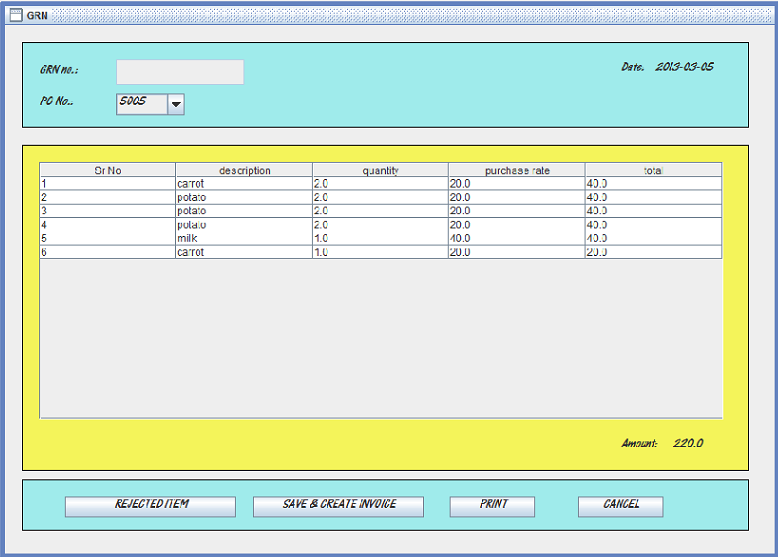 GRN
GRN no.:
Date. 2013-03-05
PO No.. 5005
Sr No description quantity purchase rate total
1 carrot 2.0 20.0 40.0
2 potato 2.0 20.0 40.0
3 potato 2.0 20.0 40.0
4 potato 2.0 20.0 40.0
5 milk 1.0 40.0 40.0
6 carrot 1.0 20.0 20.0
Amount: 220.0
REJECTED ITEM SAVE & CREATE INVOICE PRINT CANCEL